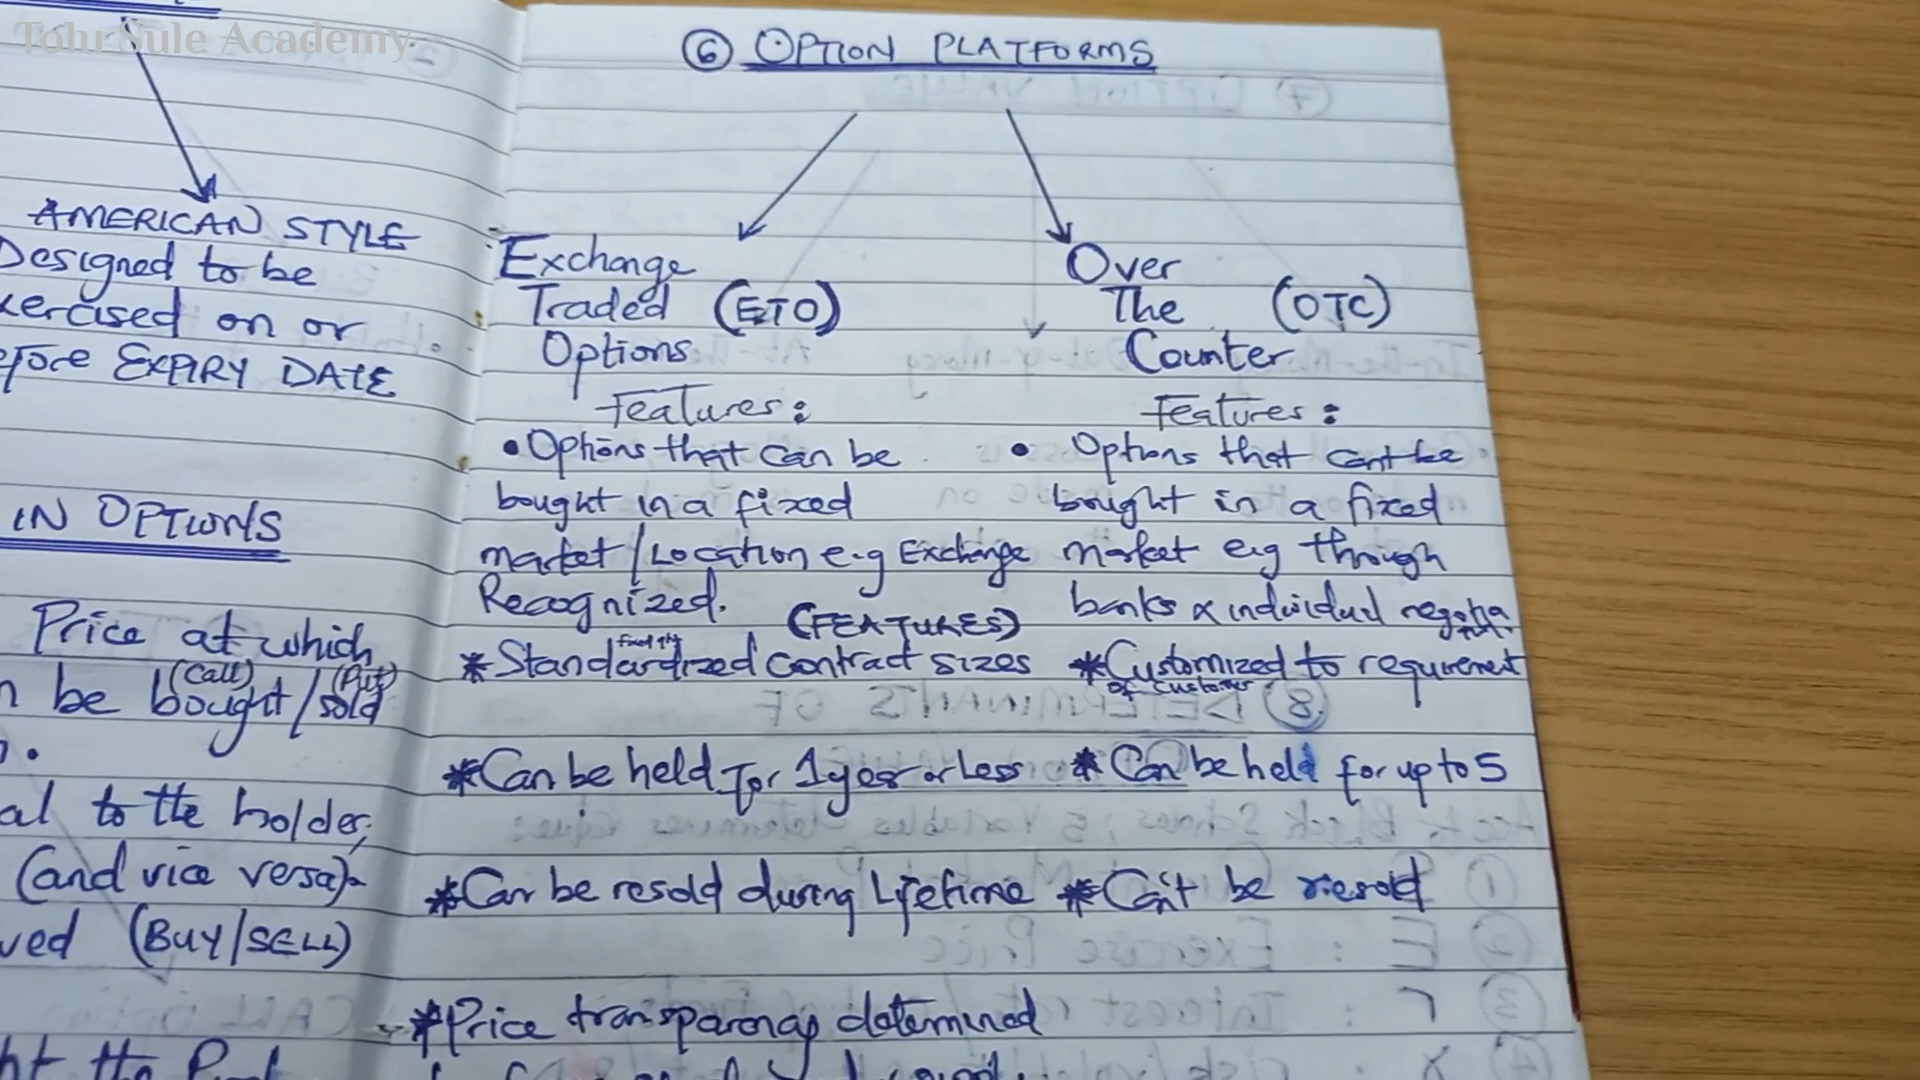 Tolu Sule Academy
AMERICAN STYLE
Designed to be
xercised on or
efore EXPIRY DATE
IN OPTIONS
Price at which
(Call) (Put)
n be bought/sold
al to the holder,
(and vice versa)
ved (BUY/SELL)
ht the
⑥ OPTION PLATFORMS
Exchange
Traded (ETO)
Options
Features:
• Options that can be
bought in a fixed
market/Location e.g Exchange
Recognized.
(FEATURES)
* Standardized contract sizes
* Can be held for 1 year or Less
* Can be resold during Lifetime
* Price transparency determined
Over
The (OTC)
Counter
Features:
• Options that can't be
bought in a fixed
market e.g through
banks & individual
* Customized to requirement
of customer
* Can be held for up to 5
* Can't be resold